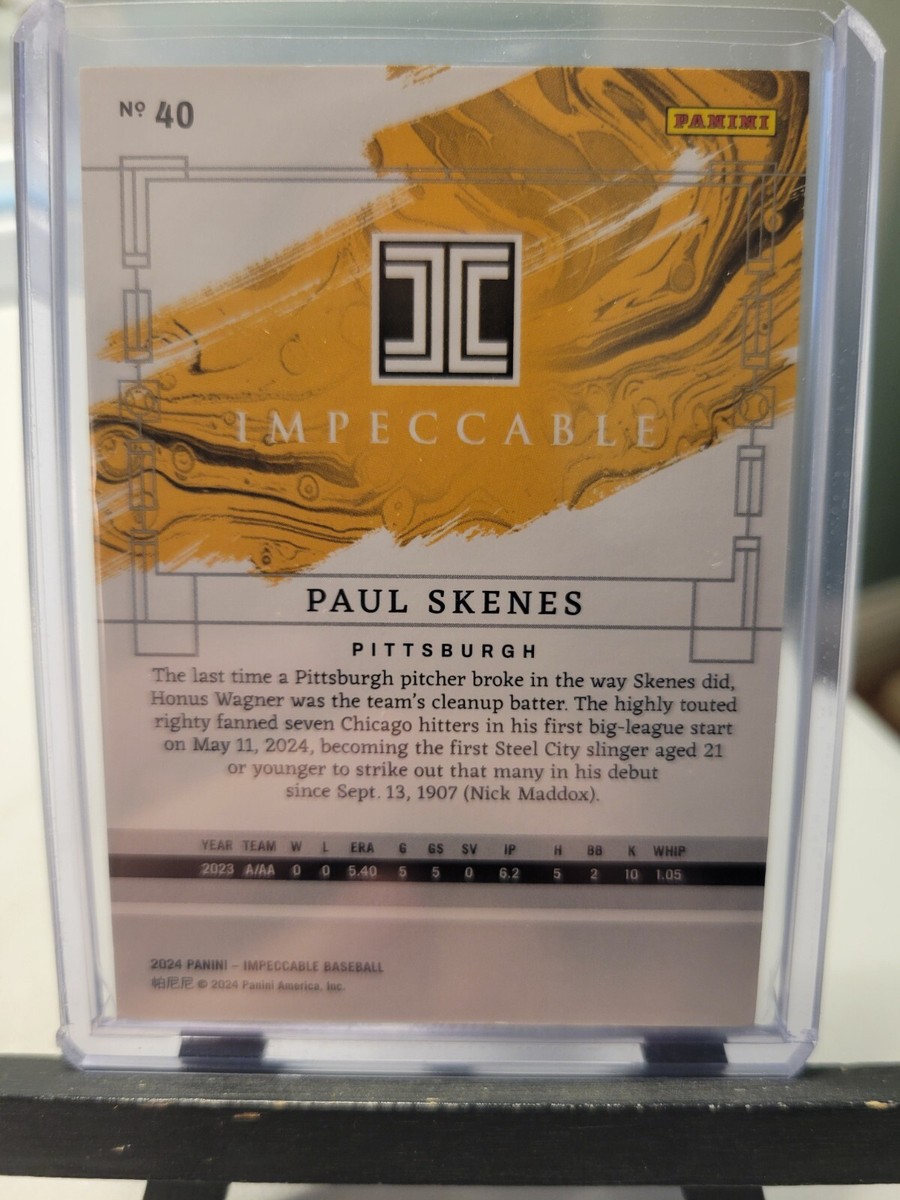 Nº 40
PANINI
IMPECCABLE
PAUL SKENES
PITTSBURGH
The last time a Pittsburgh pitcher broke in the way Skenes did,
Honus Wagner was the team's cleanup batter. The highly touted
righty fanned seven Chicago hitters in his first big-league start
on May 11, 2024, becoming the first Steel City slinger aged 21
or younger to strike out that many in his debut
since Sept. 13, 1907 (Nick Maddox).
YEAR TEAM W L ERA G GS SV IP H BB K WHIP
2023 A/AA 0 0 5.40 5 5 0 6.2 5 2 10 1.05
2024 PANINI – IMPECCABLE BASEBALL
帕尼尼 © 2024 Panini America, Inc.